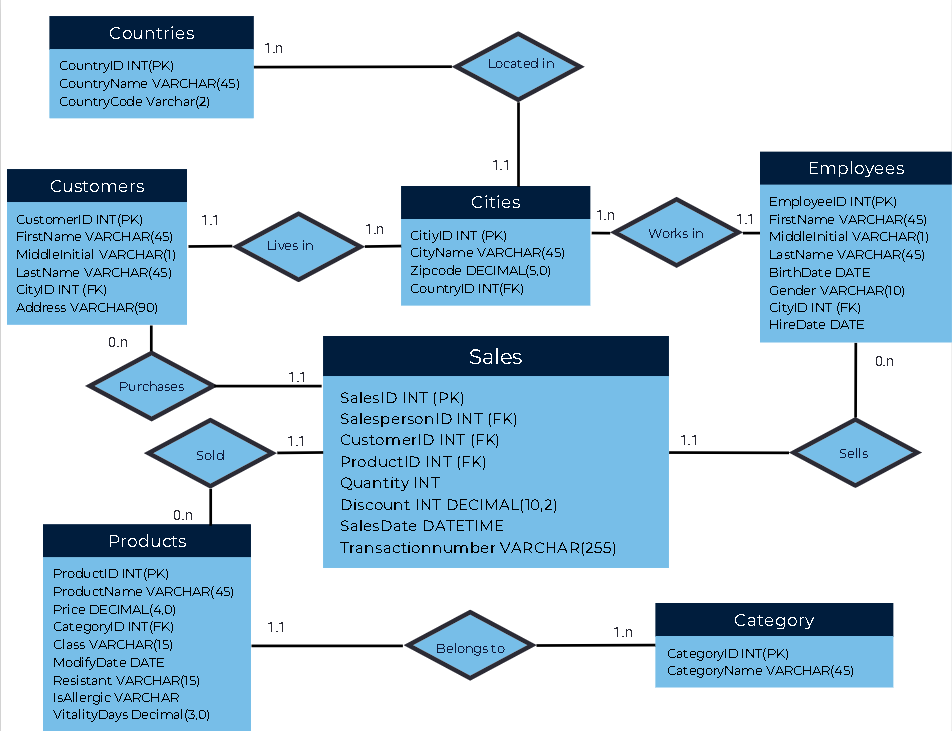 Countries
CountryID INT(PK)
CountryName VARCHAR(45)
CountryCode Varchar(2)
1.n
Located in
1.1
Customers
CustomerID INT(PK)
FirstName VARCHAR(45)
MiddleInitial VARCHAR(1)
LastName VARCHAR(45)
CityID INT (FK)
Address VARCHAR(90)
1.1
Lives in
1.n
Cities
CitiyID INT (PK)
CityName VARCHAR(45)
Zipcode DECIMAL(5,0)
CountryID INT(FK)
1.n
Works in
1.1
Employees
EmployeeID INT(PK)
FirstName VARCHAR(45)
MiddleInitial VARCHAR(1)
LastName VARCHAR(45)
BirthDate DATE
Gender VARCHAR(10)
CityID INT (FK)
HireDate DATE
0.n
Purchases
1.1
Sales
SalesID INT (PK)
SalespersonID INT (FK)
CustomerID INT (FK)
ProductID INT (FK)
Quantity INT
Discount INT DECIMAL(10,2)
SalesDate DATETIME
Transactionnumber VARCHAR(255)
0.n
Sells
1.1
Sold
1.1
0.n
Products
ProductID INT(PK)
ProductName VARCHAR(45)
Price DECIMAL(4,0)
CategoryID INT(FK)
Class VARCHAR(15)
ModifyDate DATE
Resistant VARCHAR(15)
IsAllergic VARCHAR
VitalityDays Decimal(3,0)
1.1
Belongs to
1.n
Category
CategoryID INT(PK)
CategoryName VARCHAR(45)